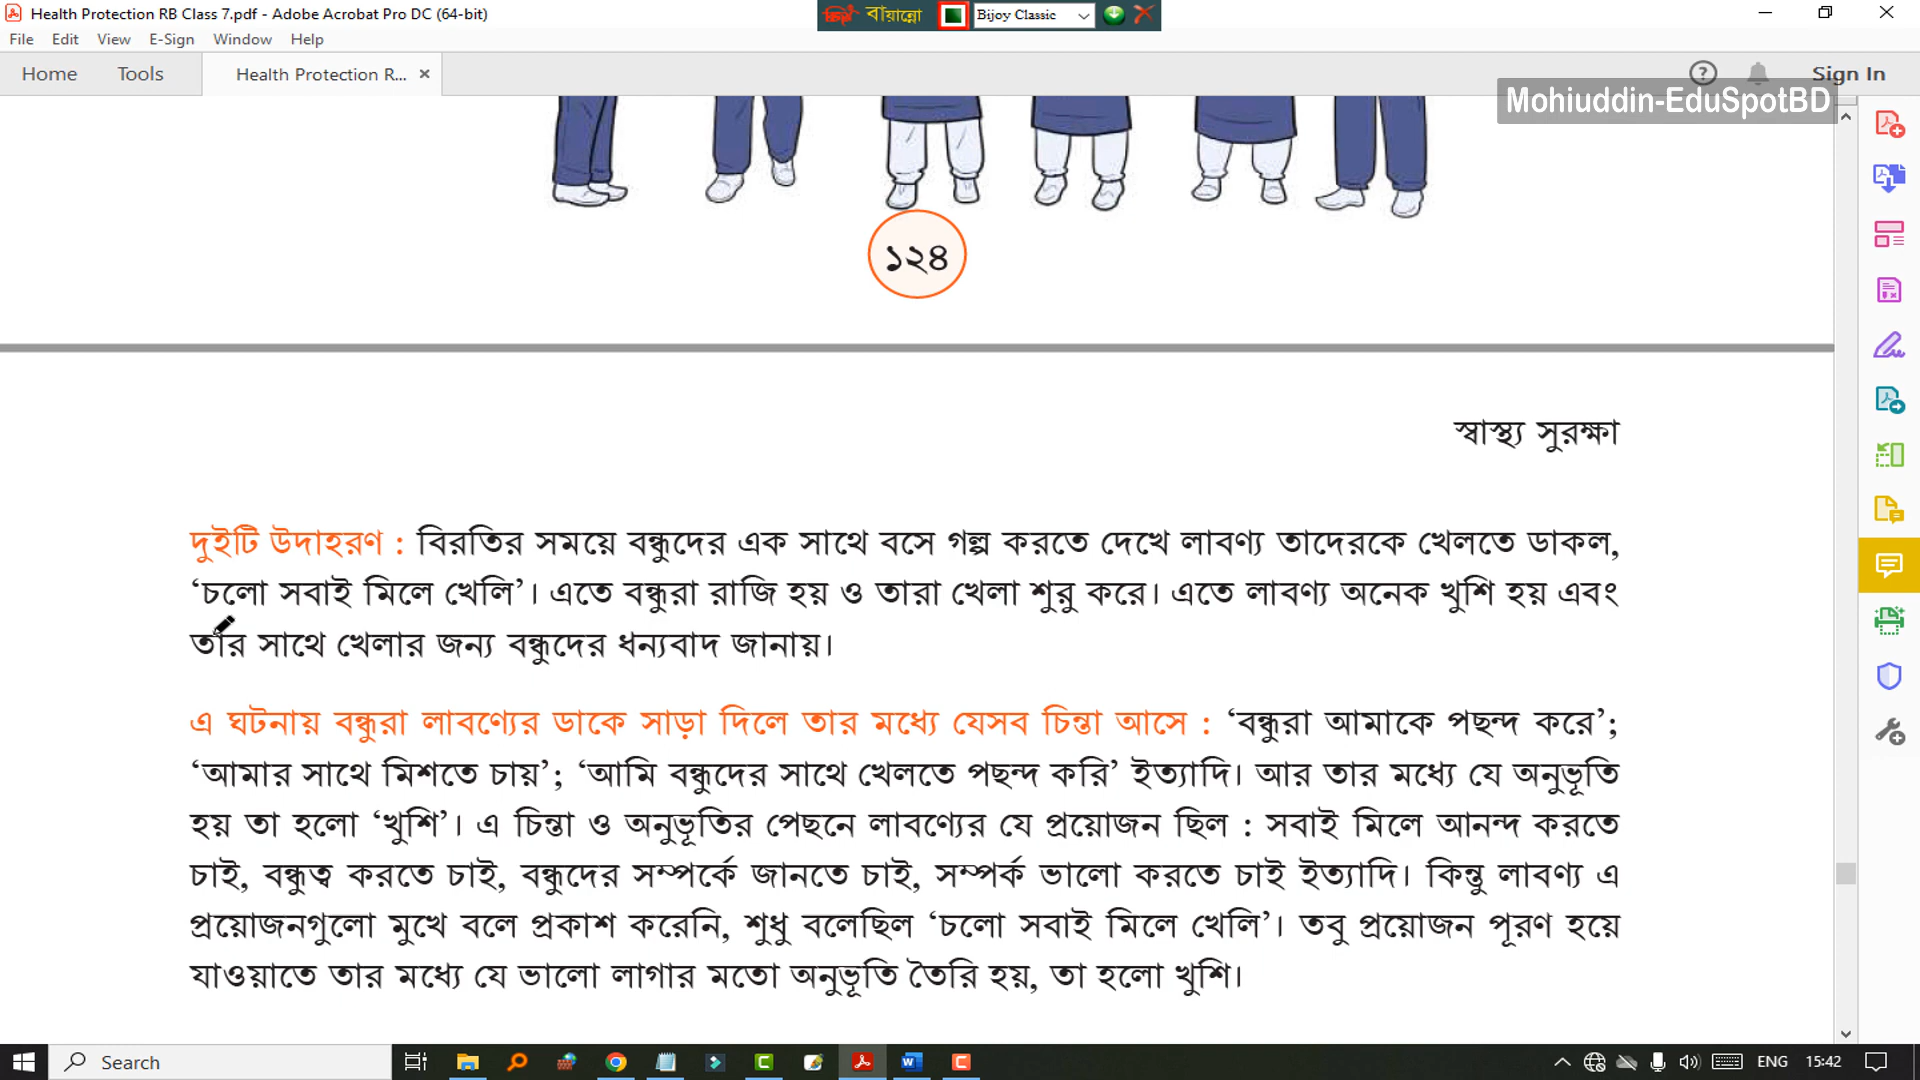 Health Protection RB Class 7.pdf - Adobe Acrobat Pro DC (64-bit)
বায়ান্নো
Bijoy Classic
File Edit View E-Sign Window Help
Home Tools Health Protection R... Sign In
Mohiuddin-EduSpotBD
১২৪
স্বাস্থ্য সুরক্ষা
দুইটি উদাহরণ : বিরতির সময়ে বন্ধুদের এক সাথে বসে গল্প করতে দেখে লাবণ্য তাদেরকে খেলতে ডাকল,
‘চলো সবাই মিলে খেলি’। এতে বন্ধুরা রাজি হয় ও তারা খেলা শুরু করে। এতে লাবণ্য অনেক খুশি হয় এবং
তার সাথে খেলার জন্য বন্ধুদের ধন্যবাদ জানায়।
এ ঘটনায় বন্ধুরা লাবণ্যের ডাকে সাড়া দিলে তার মধ্যে যেসব চিন্তা আসে : ‘বন্ধুরা আমাকে পছন্দ করে’;
‘আমার সাথে মিশতে চায়’; ‘আমি বন্ধুদের সাথে খেলতে পছন্দ করি’ ইত্যাদি। আর তার মধ্যে যে অনুভূতি
হয় তা হলো ‘খুশি’। এ চিন্তা ও অনুভূতির পেছনে লাবণ্যের যে প্রয়োজন ছিল : সবাই মিলে আনন্দ করতে
চাই, বন্ধুত্ব করতে চাই, বন্ধুদের সম্পর্কে জানতে চাই, সম্পর্ক ভালো করতে চাই ইত্যাদি। কিন্তু লাবণ্য এ
প্রয়োজনগুলো মুখে বলে প্রকাশ করেনি, শুধু বলেছিল ‘চলো সবাই মিলে খেলি’। তবু প্রয়োজন পূরণ হয়ে
যাওয়াতে তার মধ্যে যে ভালো লাগার মতো অনুভূতি তৈরি হয়, তা হলো খুশি।
Search ENG 15:42